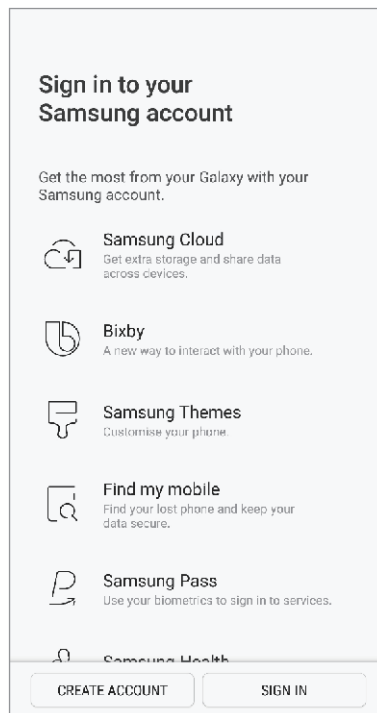 Sign in to your
Samsung account
Get the most from your Galaxy with your
Samsung account.
Samsung Cloud
Get extra storage and share data
across devices.
Bixby
A new way to interact with your phone.
Samsung Themes
Customise your phone.
Find my mobile
Find your lost phone and keep your
data secure.
Samsung Pass
Use your biometrics to sign in to services.
Samsung Health
CREATE ACCOUNT
SIGN IN